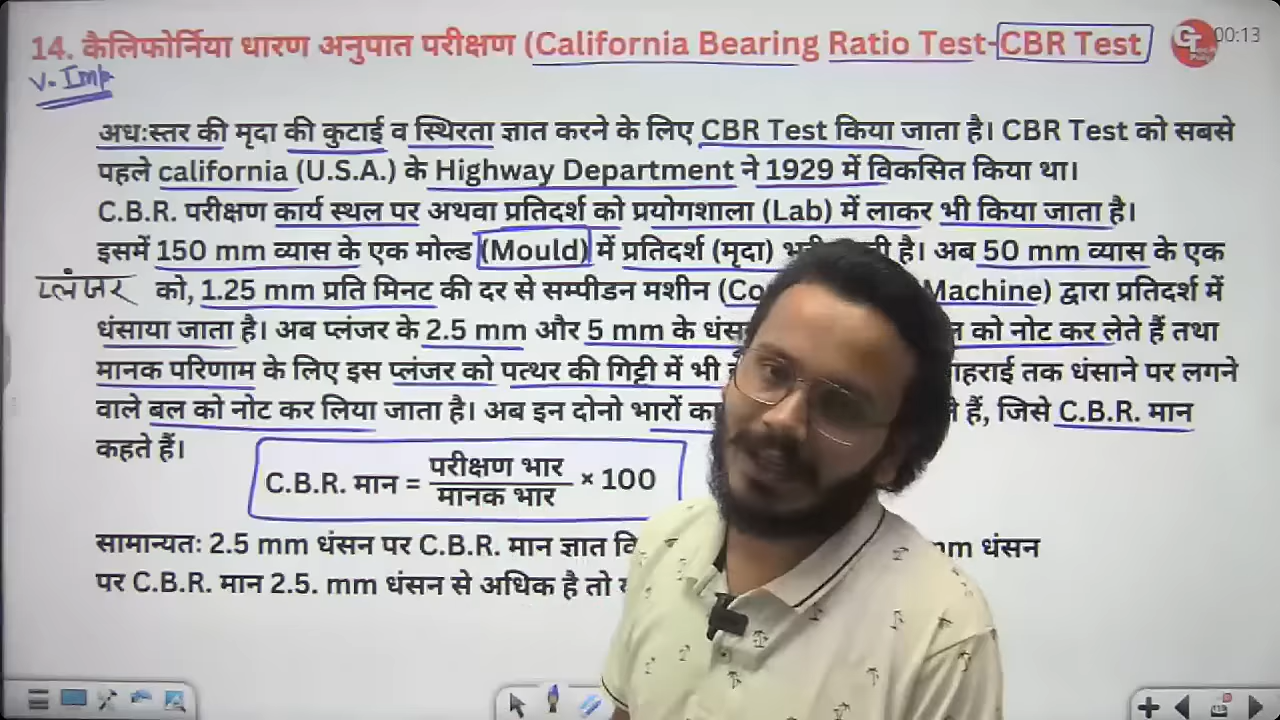 14. कैलिफोर्निया धारण अनुपात परीक्षण (California Bearing Ratio Test-CBR Test
00:13
V. Imp
अधःस्तर की मृदा की कुटाई व स्थिरता ज्ञात करने के लिए CBR Test किया जाता है। CBR Test को सबसे
पहले california (U.S.A.) के Highway Department ने 1929 में विकसित किया था।
C.B.R. परीक्षण कार्य स्थल पर अथवा प्रतिदर्श को प्रयोगशाला (Lab) में लाकर भी किया जाता है।
इसमें 150 mm व्यास के एक मोल्ड (Mould) में प्रतिदर्श (मृदा) है। अब 50 mm व्यास के एक
प्लंजर को, 1.25 mm प्रति मिनट की दर से सम्पीडन मशीन Machine) द्वारा प्रतिदर्श में
धंसाया जाता है। अब प्लंजर के 2.5 mm और 5 mm के को नोट कर लेते हैं तथा
मानक परिणाम के लिए इस प्लंजर को पत्थर की गिट्टी में भी तक धंसाने पर लगने
वाले बल को नोट कर लिया जाता है। अब इन दोनो भारों का हैं, जिसे C.B.R. मान
कहते हैं।
C.B.R. मान = परीक्षण भार / मानक भार × 100
सामान्यतः 2.5 mm धंसन पर C.B.R. मान ज्ञात mm धंसन
पर C.B.R. मान 2.5. mm धंसन से अधिक है तो